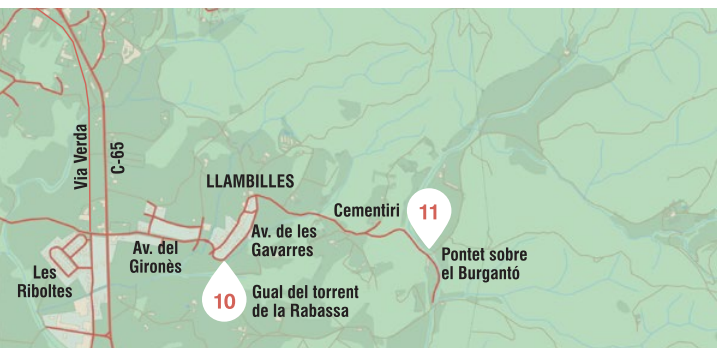 Via Verda
C-65
LLAMBILLES
Cementiri
11
Av. de les
Gavarres
Av. del
Gironès
Pontet sobre
el Burgantó
Les
Riboltes
10
Gual del torrent
de la Rabassa